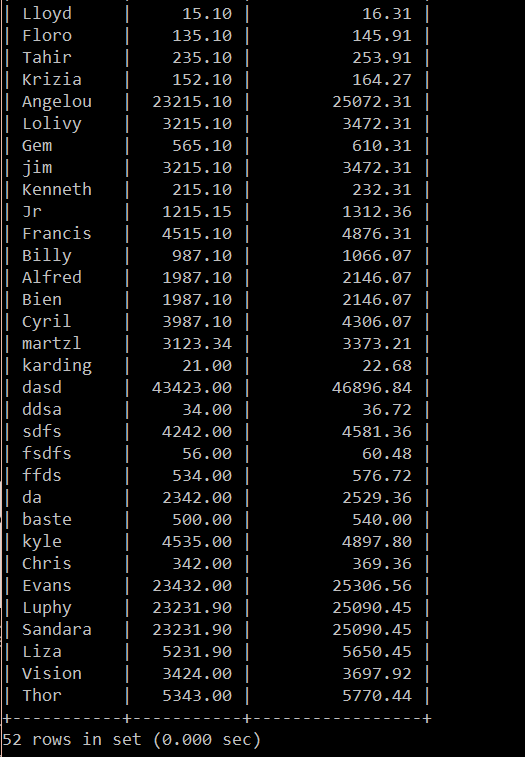 | Lloyd | 15.10 | 16.31 |
| Floro | 135.10 | 145.91 |
| Tahir | 235.10 | 253.91 |
| Krizia | 152.10 | 164.27 |
| Angelou | 23215.10 | 25072.31 |
| Lolivy | 3215.10 | 3472.31 |
| Gem | 565.10 | 610.31 |
| jim | 3215.10 | 3472.31 |
| Kenneth | 215.10 | 232.31 |
| Jr | 1215.15 | 1312.36 |
| Francis | 4515.10 | 4876.31 |
| Billy | 987.10 | 1066.07 |
| Alfred | 1987.10 | 2146.07 |
| Bien | 1987.10 | 2146.07 |
| Cyril | 3987.10 | 4306.07 |
| martzl | 3123.34 | 3373.21 |
| karding | 21.00 | 22.68 |
| dasd | 43423.00 | 46896.84 |
| ddsa | 34.00 | 36.72 |
| sdfs | 4242.00 | 4581.36 |
| fsdfs | 56.00 | 60.48 |
| ffds | 534.00 | 576.72 |
| da | 2342.00 | 2529.36 |
| baste | 500.00 | 540.00 |
| kyle | 4535.00 | 4897.80 |
| Chris | 342.00 | 369.36 |
| Evans | 23432.00 | 25306.56 |
| Luphy | 23231.90 | 25090.45 |
| Sandara | 23231.90 | 25090.45 |
| Liza | 5231.90 | 5650.45 |
| Vision | 3424.00 | 3697.92 |
| Thor | 5343.00 | 5770.44 |
+-----------+-----------+-----------------+
52 rows in set (0.000 sec)